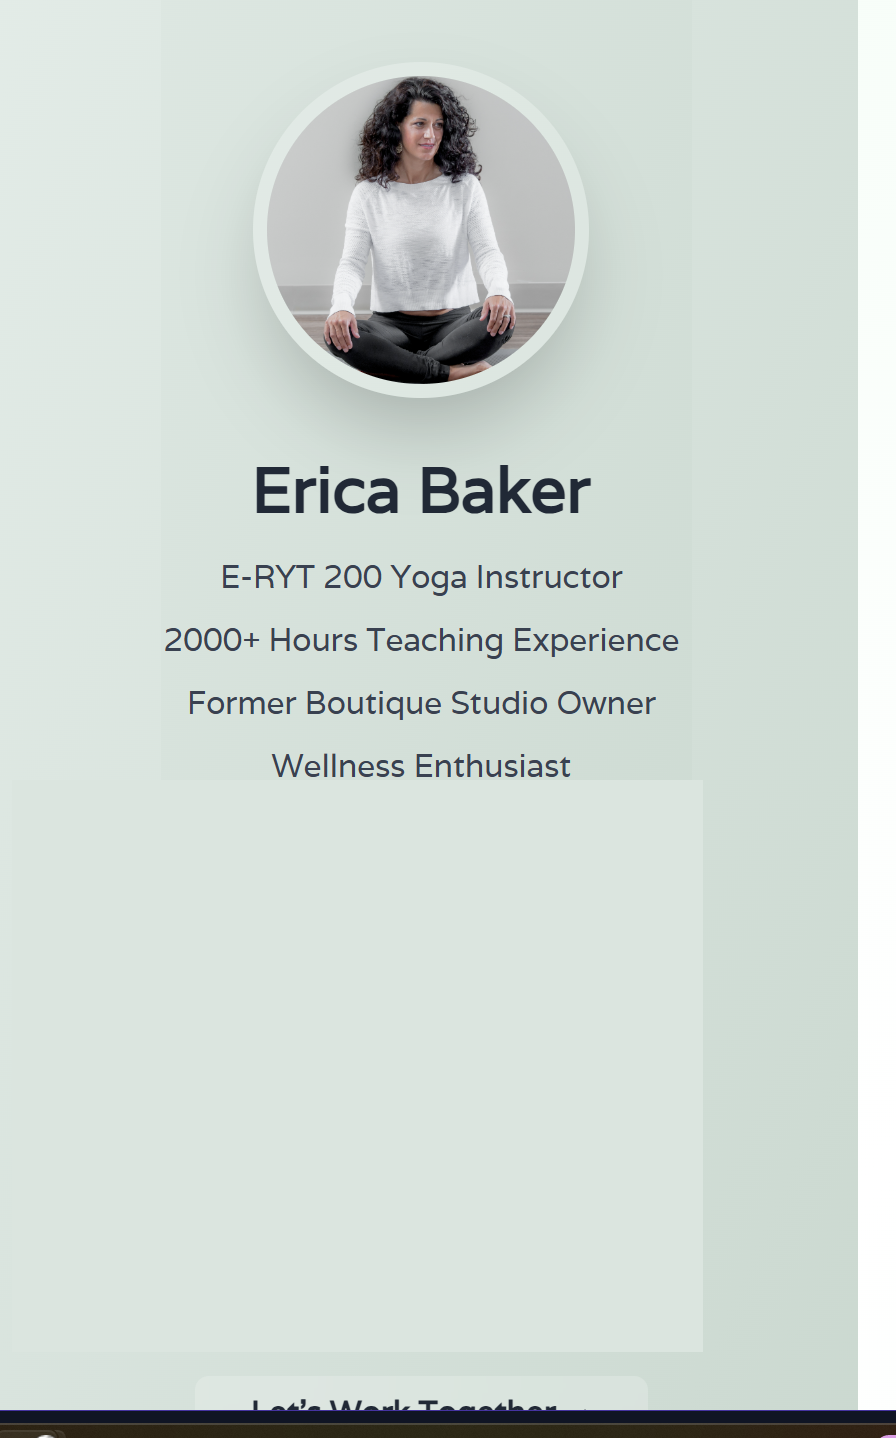 Erica Baker
E-RYT 200 Yoga Instructor
2000+ Hours Teaching Experience
Former Boutique Studio Owner
Wellness Enthusiast
Let's Work Together